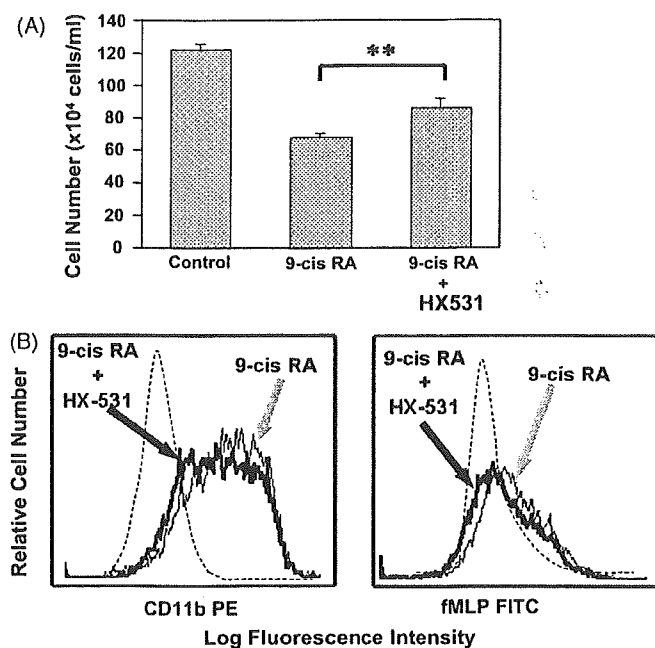 (A)
Cell Number (x10⁴ cells/ml)
140
120
100
80
60
40
20
0
**
Control
9-cis RA
9-cis RA
+
HX531
(B)
Relative Cell Number
9-cis RA
+
HX-531
9-cis RA
CD11b PE
9-cis RA
+
HX-531
9-cis RA
fMLP FITC
Log Fluorescence Intensity